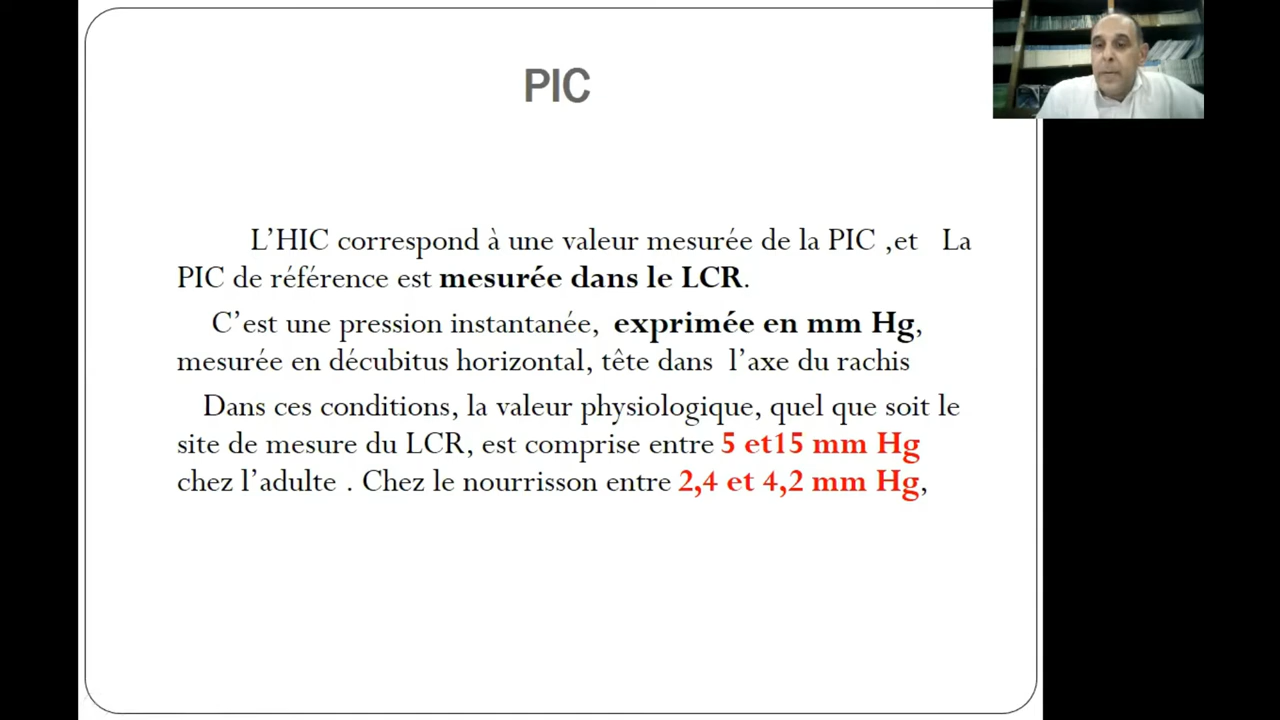 PIC
L’HIC correspond à une valeur mesurée de la PIC ,et La
PIC de référence est mesurée dans le LCR.
C’est une pression instantanée, exprimée en mm Hg,
mesurée en décubitus horizontal, tête dans l’axe du rachis
Dans ces conditions, la valeur physiologique, quel que soit le
site de mesure du LCR, est comprise entre 5 et15 mm Hg
chez l’adulte . Chez le nourrisson entre 2,4 et 4,2 mm Hg,